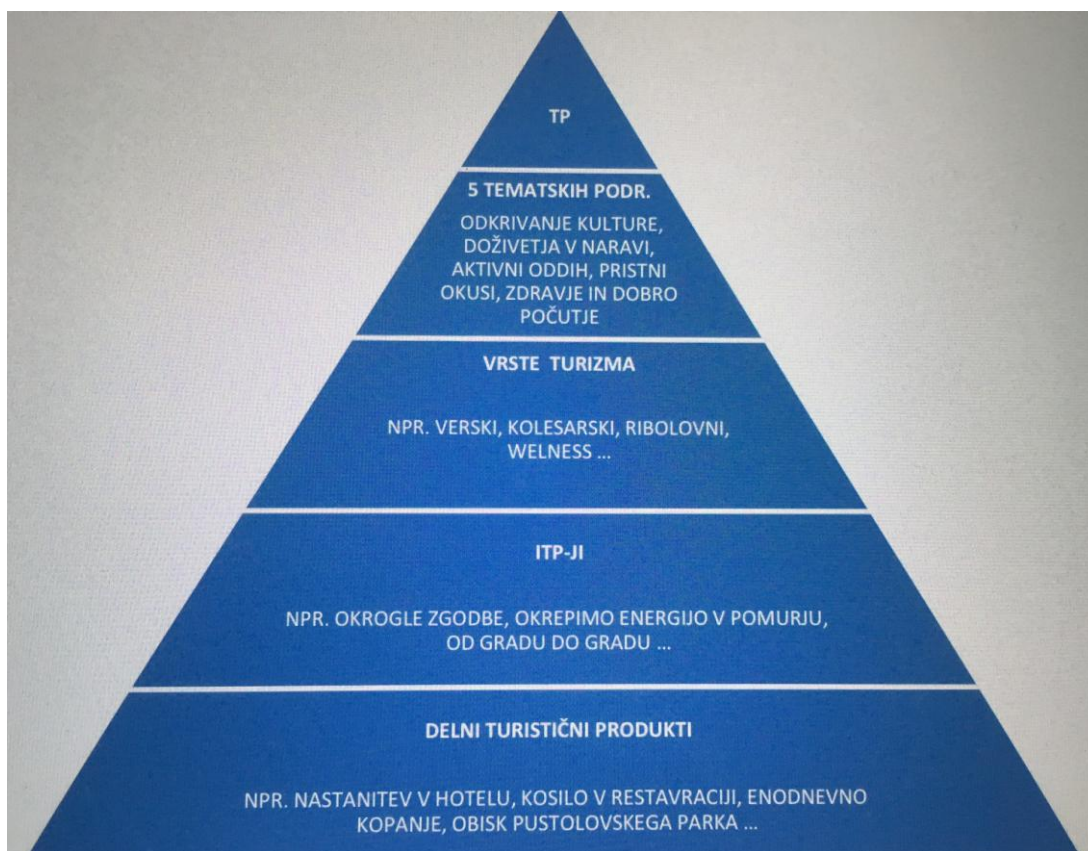 TP
5 TEMATSKIH PODR.
ODKRIVANJE KULTURE,
DOŽIVETJA V NARAVI,
AKTIVNI ODDIH, PRISTNI
OKUSI, ZDRAVJE IN DOBRO
POČUTJE
VRSTE TURIZMA
NPR. VERSKI, KOLESARSKI, RIBOLOVNI,
WELNESS ...
ITP-JI
NPR. OKROGLE ZGODBE, OKREPIMO ENERGIJO V POMURJU,
OD GRADU DO GRADU ...
DELNI TURISTIČNI PRODUKTI
NPR. NASTANITEV V HOTELU, KOSILO V RESTAVRACIJI, ENODNEVNO
KOPANJE, OBISK PUSTOLOVSKEGA PARKA ...